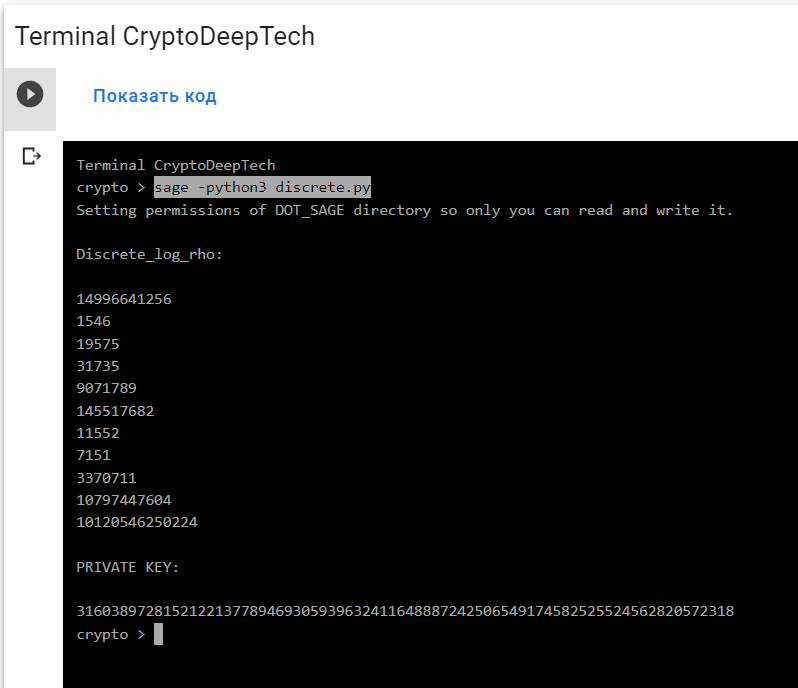 Terminal CryptoDeepTech
Показать код
Terminal CryptoDeepTech
crypto > sage -python3 discrete.py
Setting permissions of DOT_SAGE directory so only you can read and write it.
Discrete_log_rho:
14996641256
1546
19575
31735
9071789
145517682
11552
7151
3370711
10797447604
10120546250224
PRIVATE KEY:
3160389728152122137789469305939632411648887242506549174582525524562820572318
crypto >